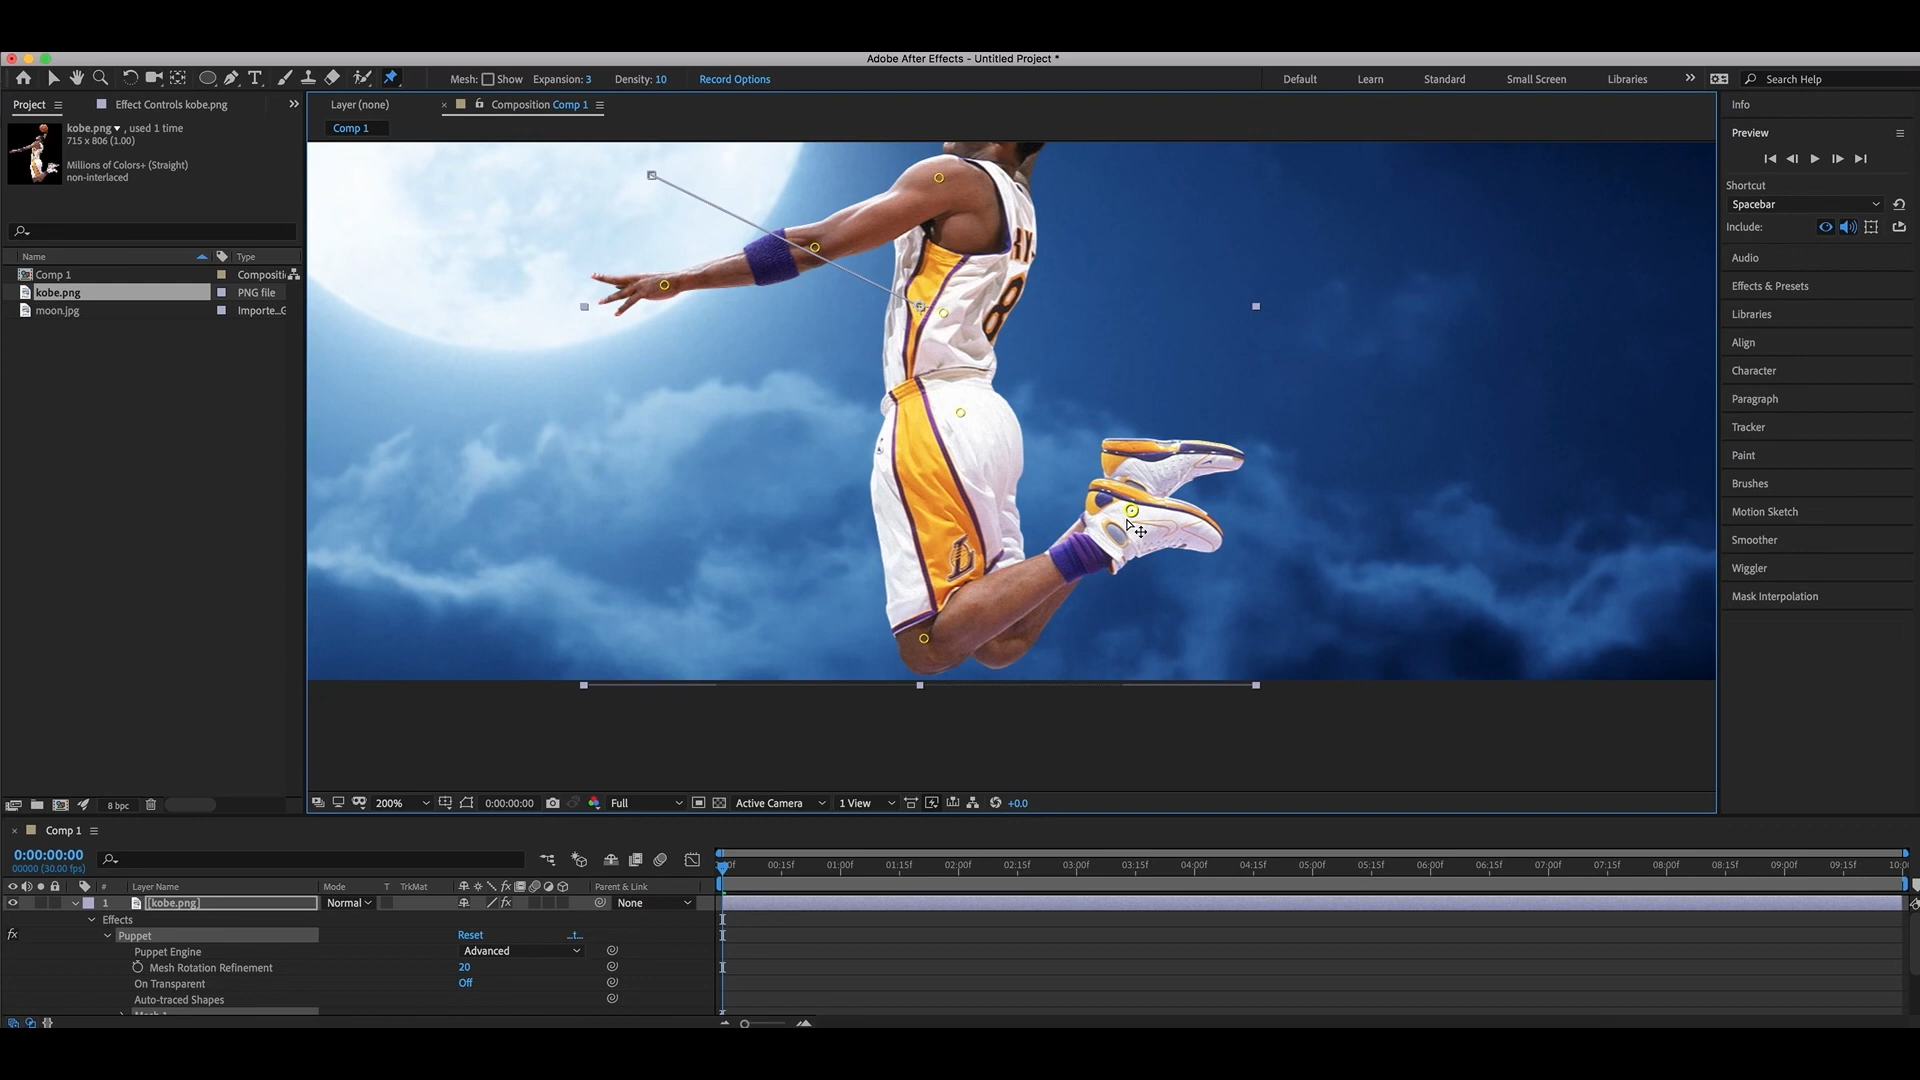 Adobe After Effects - Untitled Project *
Mesh: Show Expansion: 3 Density: 10 Record Options
Default Learn Standard Small Screen Libraries Search Help
Project Effect Controls kobe.png
Layer (none) Composition Comp 1
Comp 1
kobe.png , used 1 time
715 x 806 (1.00)
Millions of Colors+ (Straight)
non-interlaced
Name Type
Comp 1 Compositi
kobe.png PNG file
moon.jpg Importe...G
8
L
Info
Preview
Shortcut
Spacebar
Include:
Audio
Effects & Presets
Libraries
Align
Character
Paragraph
Tracker
Paint
Brushes
Motion Sketch
Smoother
Wiggler
Mask Interpolation
8 bpc
200% 0:00:00:00 Full Active Camera 1 View +0.0
Comp 1
0:00:00:00
00000 (30.00 fps)
00f 00:15f 01:00f 01:15f 02:00f 02:15f 03:00f 03:15f 04:00f 04:15f 05:00f 05:15f 06:00f 06:15f 07:00f 07:15f 08:00f 08:15f 09:00f 09:15f 10:0
# Layer Name Mode T TrkMat Parent & Link
1 [kobe.png] Normal None
Effects
fx Puppet Reset
Puppet Engine Advanced
Mesh Rotation Refinement 20
On Transparent Off
Auto-traced Shapes